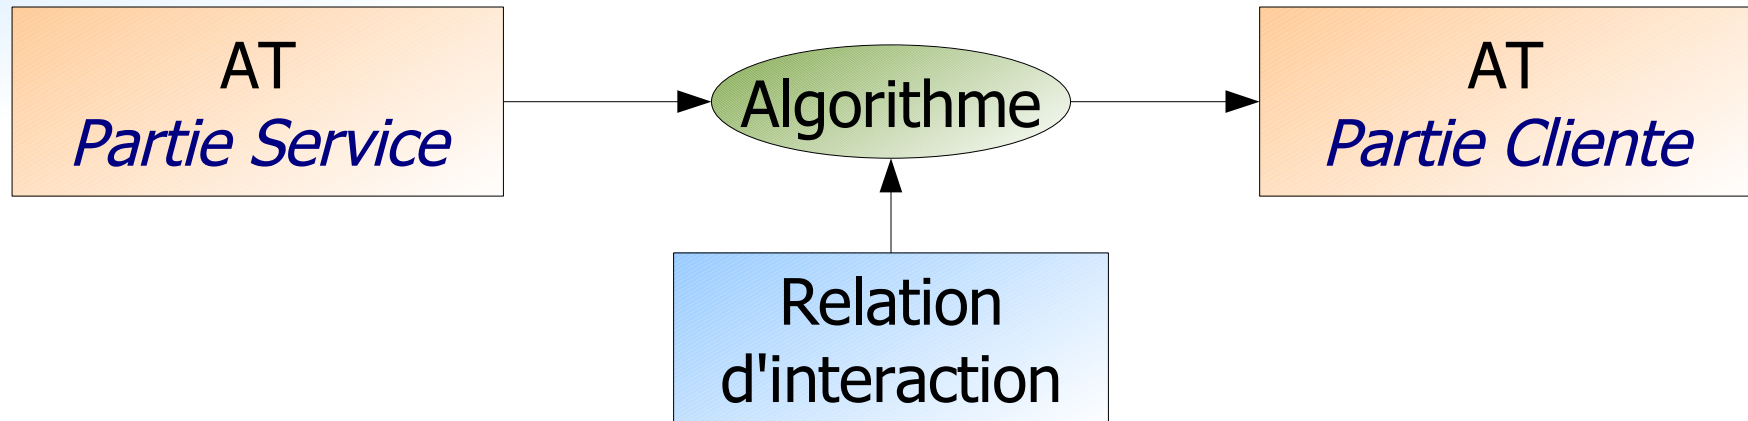 AT
Partie Service
Algorithme
AT
Partie Cliente
Relation
d'interaction